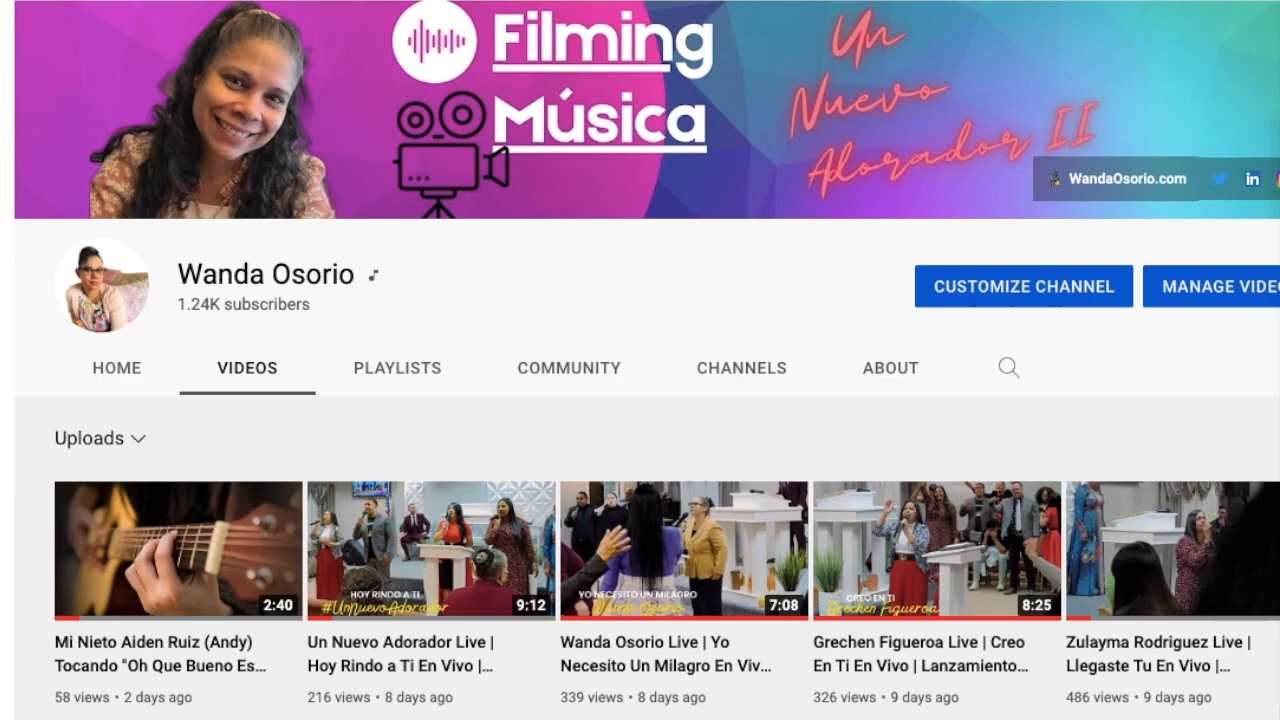 Filming
Música
Un
Nuevo
Adorador II
WandaOsorio.com
in
Wanda Osorio
1.24K subscribers
CUSTOMIZE CHANNEL
MANAGE VIDE
HOME VIDEOS PLAYLISTS COMMUNITY CHANNELS ABOUT
Uploads
2:40
HOY RINDO A TI
#UnNuevoAdorador
9:12
YO NECESITO UN MILAGRO
Wanda Osorio
7:08
CREO EN TI
Grechen Figueroa
8:25
Mi Nieto Aiden Ruiz (Andy)
Tocando "Oh Que Bueno Es...
58 views • 2 days ago
Un Nuevo Adorador Live |
Hoy Rindo a Ti En Vivo |...
216 views • 8 days ago
Wanda Osorio Live | Yo
Necesito Un Milagro En Viv...
339 views • 8 days ago
Grechen Figueroa Live | Creo
En Ti En Vivo | Lanzamiento...
326 views • 9 days ago
Zulayma Rodriguez Live |
Llegaste Tu En Vivo |...
486 views • 9 days ago